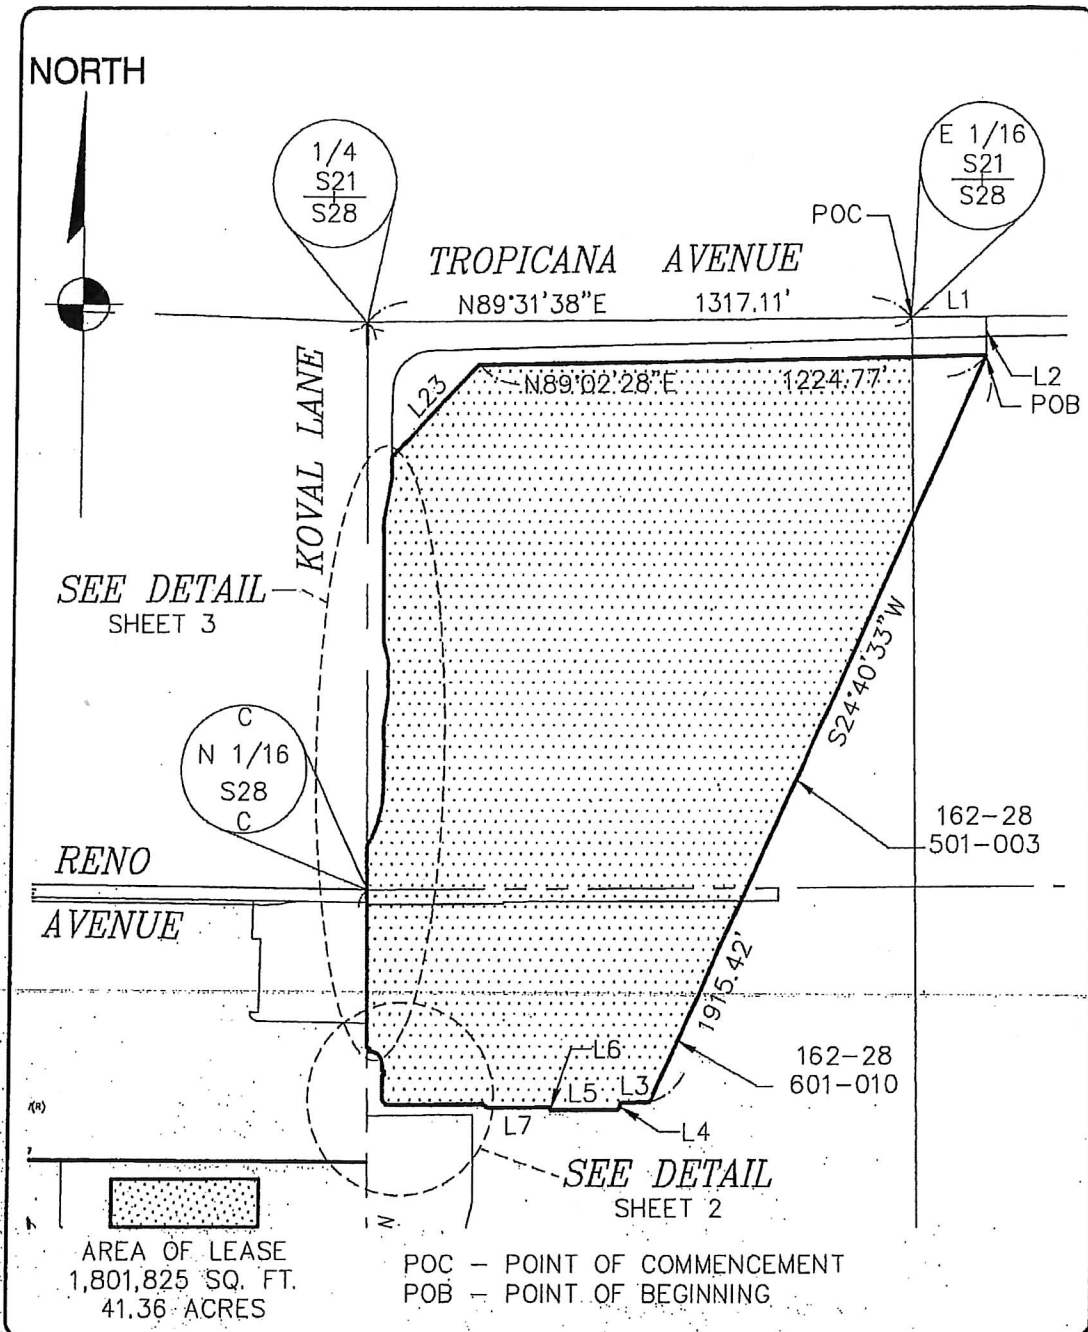 NORTH
1/4
S21
S28
E 1/16
S21
S28
POC
TROPICANA AVENUE
N89°31'38"E 1317.11'
L1
L2
POB
N89°02'28"E 1224.77'
L23
KOVAL LANE
SEE DETAIL
SHEET 3
S24°40'33"W
C
N 1/16
S28
C
162-28
501-003
RENO
AVENUE
1915.42'
162-28
601-010
L6
L5
L3
L4
L7
SEE DETAIL
SHEET 2
(R)
N
AREA OF LEASE
1,801,825 SQ. FT.
41.36 ACRES
POC - POINT OF COMMENCEMENT
POB - POINT OF BEGINNING